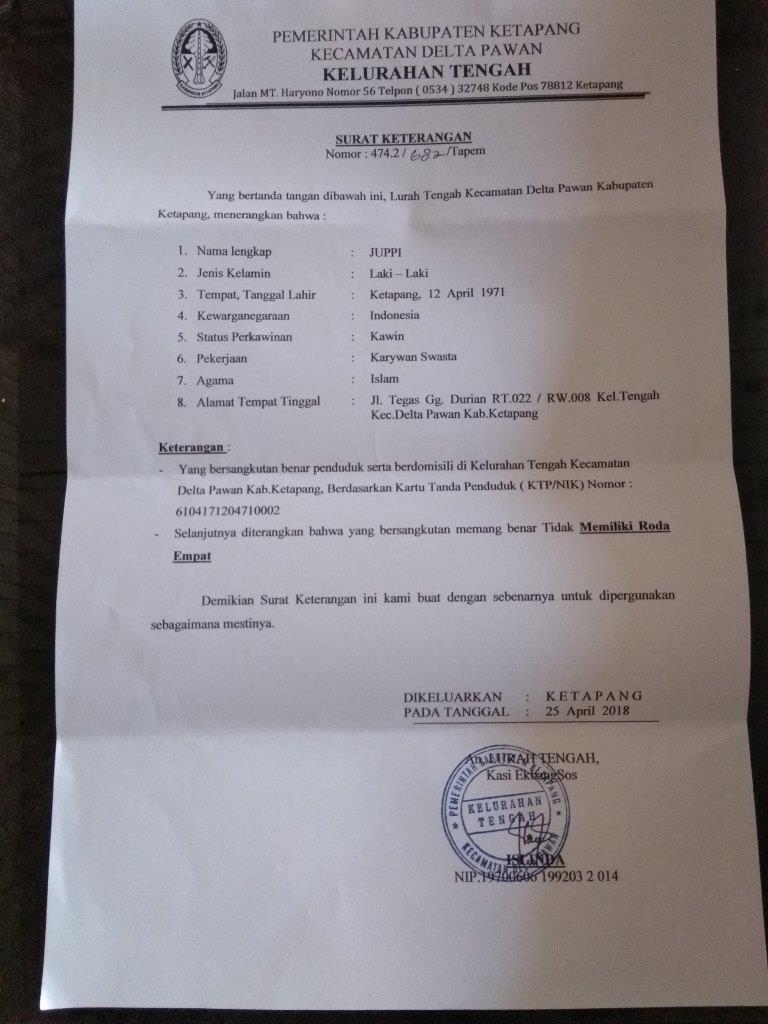 PEMERINTAH KABUPATEN KETAPANG
KECAMATAN DELTA PAWAN
KELURAHAN TENGAH
Jalan MT. Haryono Nomor 56 Telpon ( 0534 ) 32748 Kode Pos 78812 Ketapang
SURAT KETERANGAN
Nomor : 474.2 / 682 /Tapem
Yang bertanda tangan dibawah ini, Lurah Tengah Kecamatan Delta Pawan Kabupaten
Ketapang, menerangkan bahwa :
1. Nama lengkap : JUPPI
2. Jenis Kelamin : Laki – Laki
3. Tempat, Tanggal Lahir : Ketapang, 12 April 1971
4. Kewarganegaraan : Indonesia
5. Status Perkawinan : Kawin
6. Pekerjaan : Karywan Swasta
7. Agama : Islam
8. Alamat Tempat Tinggal : Jl. Tegas Gg. Durian RT.022 / RW.008 Kel.Tengah
Kec.Delta Pawan Kab.Ketapang
Keterangan :
- Yang bersangkutan benar penduduk serta berdomisili di Kelurahan Tengah Kecamatan
Delta Pawan Kab.Ketapang, Berdasarkan Kartu Tanda Penduduk ( KTP/NIK) Nomor :
6104171204710002
- Selanjutnya diterangkan bahwa yang bersangkutan memang benar Tidak Memiliki Roda
Empat
Demikian Surat Keterangan ini kami buat dengan sebenarnya untuk dipergunakan
sebagaimana mestinya.
DIKELUARKAN : KETAPANG
PADA TANGGAL : 25 April 2018
An. LURAH TENGAH,
Kasi EkbangSos
PEMERINTAH KABUPATEN KETAPANG
KELURAHAN
TENGAH
KECAMATAN DELTA PAWAN
ISLINDA
NIP.19700606 199203 2 014